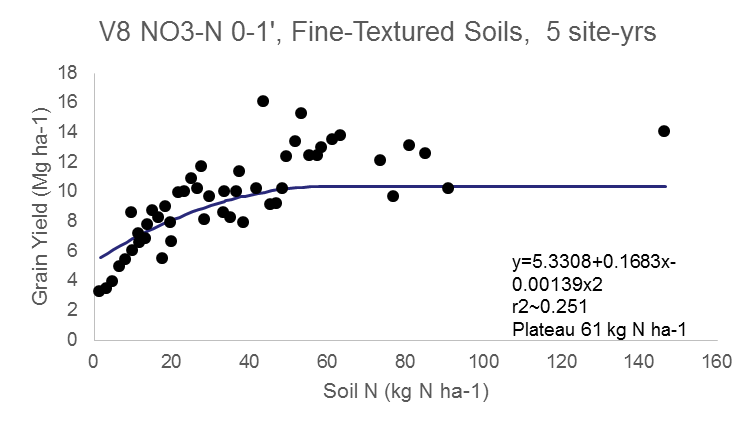 V8 NO3-N 0-1', Fine-Textured Soils, 5 site-yrs
18
16
14
12
10
8
6
4
2
0
Grain Yield (Mg ha-1)
y=5.3308+0.1683x-
0.00139x2
r2~0.251
Plateau 61 kg N ha-1
0 20 40 60 80 100 120 140 160
Soil N (kg N ha-1)